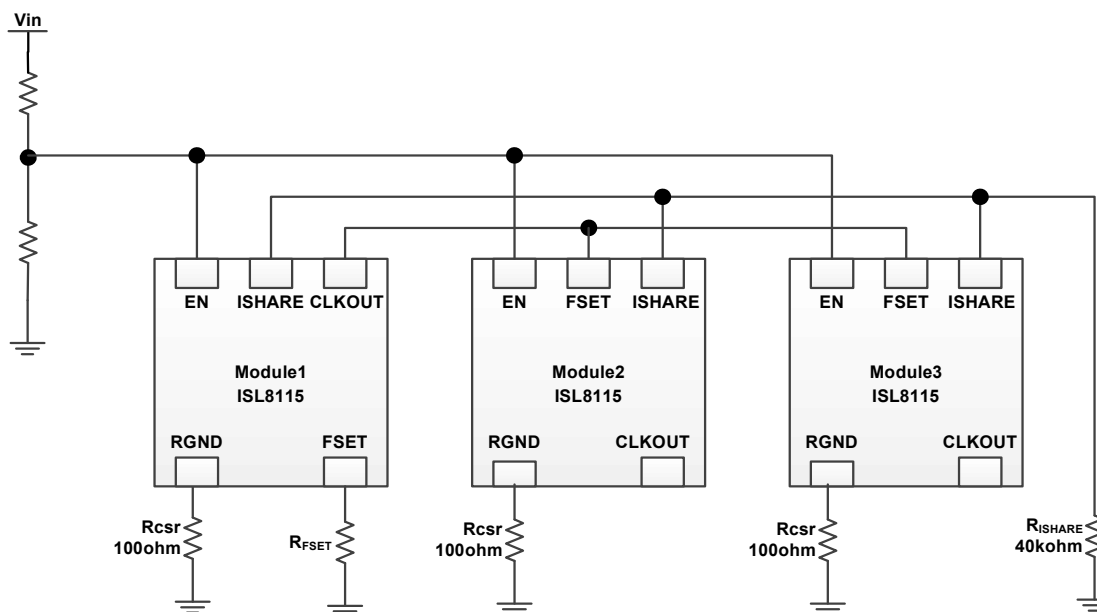 Vin
EN
ISHARE
CLKOUT
EN
FSET
ISHARE
EN
FSET
ISHARE
Module1
ISL8115
Module2
ISL8115
Module3
ISL8115
RGND
FSET
RGND
CLKOUT
RGND
CLKOUT
Rcsr
100ohm
RFSET
Rcsr
100ohm
Rcsr
100ohm
RISHARE
40kohm